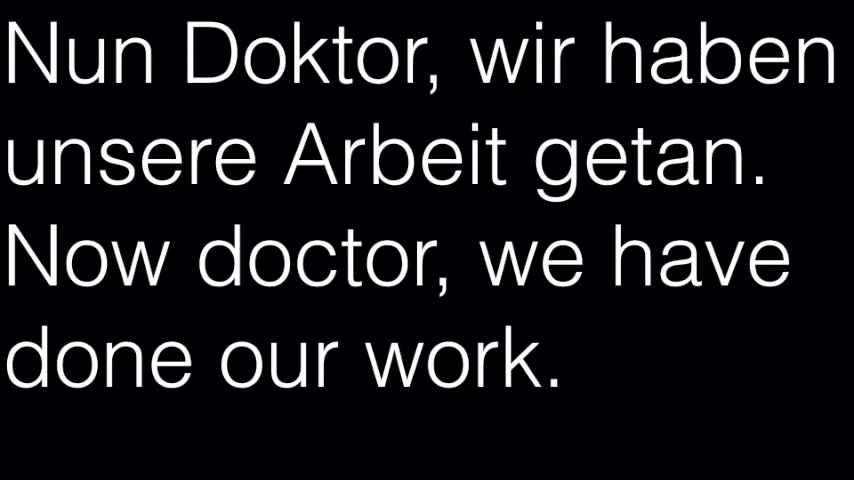 Nun Doktor, wir haben
unsere Arbeit getan.
Now doctor, we have
done our work.